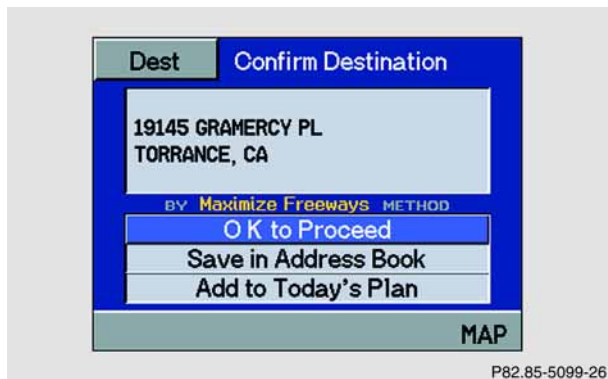 Dest Confirm Destination
19145 GRAMERCY PL
TORRANCE, CA
BY Maximize Freeways METHOD
OK to Proceed
Save in Address Book
Add to Today's Plan
MAP
P82.85-5099-26